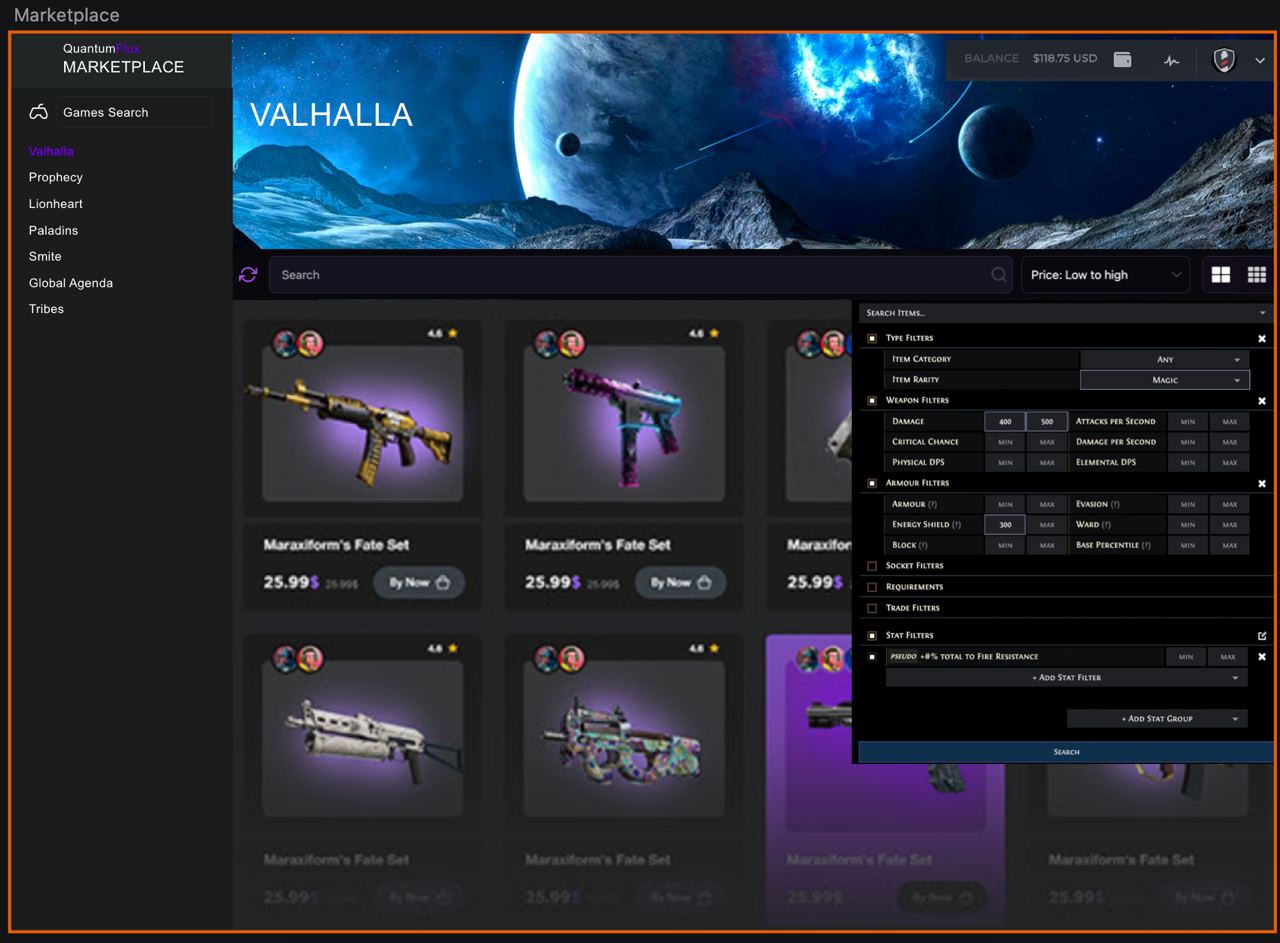 Marketplace
QuantumFlux
MARKETPLACE
BALANCE $118.75 USD
Games Search
VALHALLA
Valhalla
Prophecy
Lionheart
Paladins
Smite
Global Agenda
Tribes
Search
Price: Low to high
4.6
4.6
Maraxiform's Fate Set
25.99$ 25.99$ By Now
Maraxiform's Fate Set
25.99$ 25.99$ By Now
Maraxifor
25.99$
4.6
4.6
Maraxiform's Fate Set
25.99$ By Now
Maraxiform's Fate Set
25.99$ By Now
Maraxiform's Fate Set
25.99$ By Now
Maraxiform's Fate Set
25.99$ By Now
SEARCH ITEMS...
TYPE FILTERS
ITEM CATEGORY ANY
ITEM RARITY MAGIC
WEAPON FILTERS
DAMAGE 400 500 ATTACKS PER SECOND MIN MAX
CRITICAL CHANCE MIN MAX DAMAGE PER SECOND MIN MAX
PHYSICAL DPS MIN MAX ELEMENTAL DPS MIN MAX
ARMOUR FILTERS
ARMOUR (?) MIN MAX EVASION (?) MIN MAX
ENERGY SHIELD (?) 300 MAX WARD (?) MIN MAX
BLOCK (?) MIN MAX BASE PERCENTILE (?) MIN MAX
SOCKET FILTERS
REQUIREMENTS
TRADE FILTERS
STAT FILTERS
PSEUDO +#% TOTAL TO FIRE RESISTANCE MIN MAX
+ ADD STAT FILTER
+ ADD STAT GROUP
SEARCH